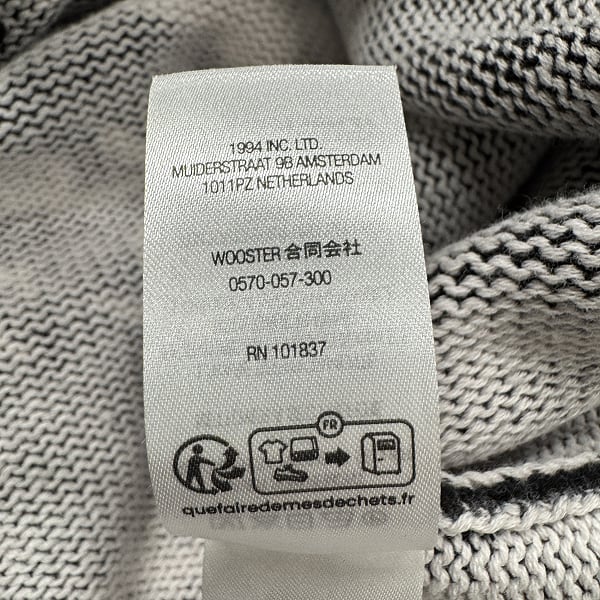 1994 INC. LTD.
MUIDERSTRAAT 9B AMSTERDAM
1011PZ NETHERLANDS
WOOSTER 合同会社
0570-057-300
RN 101837
FR
quefairedemesdechets.fr